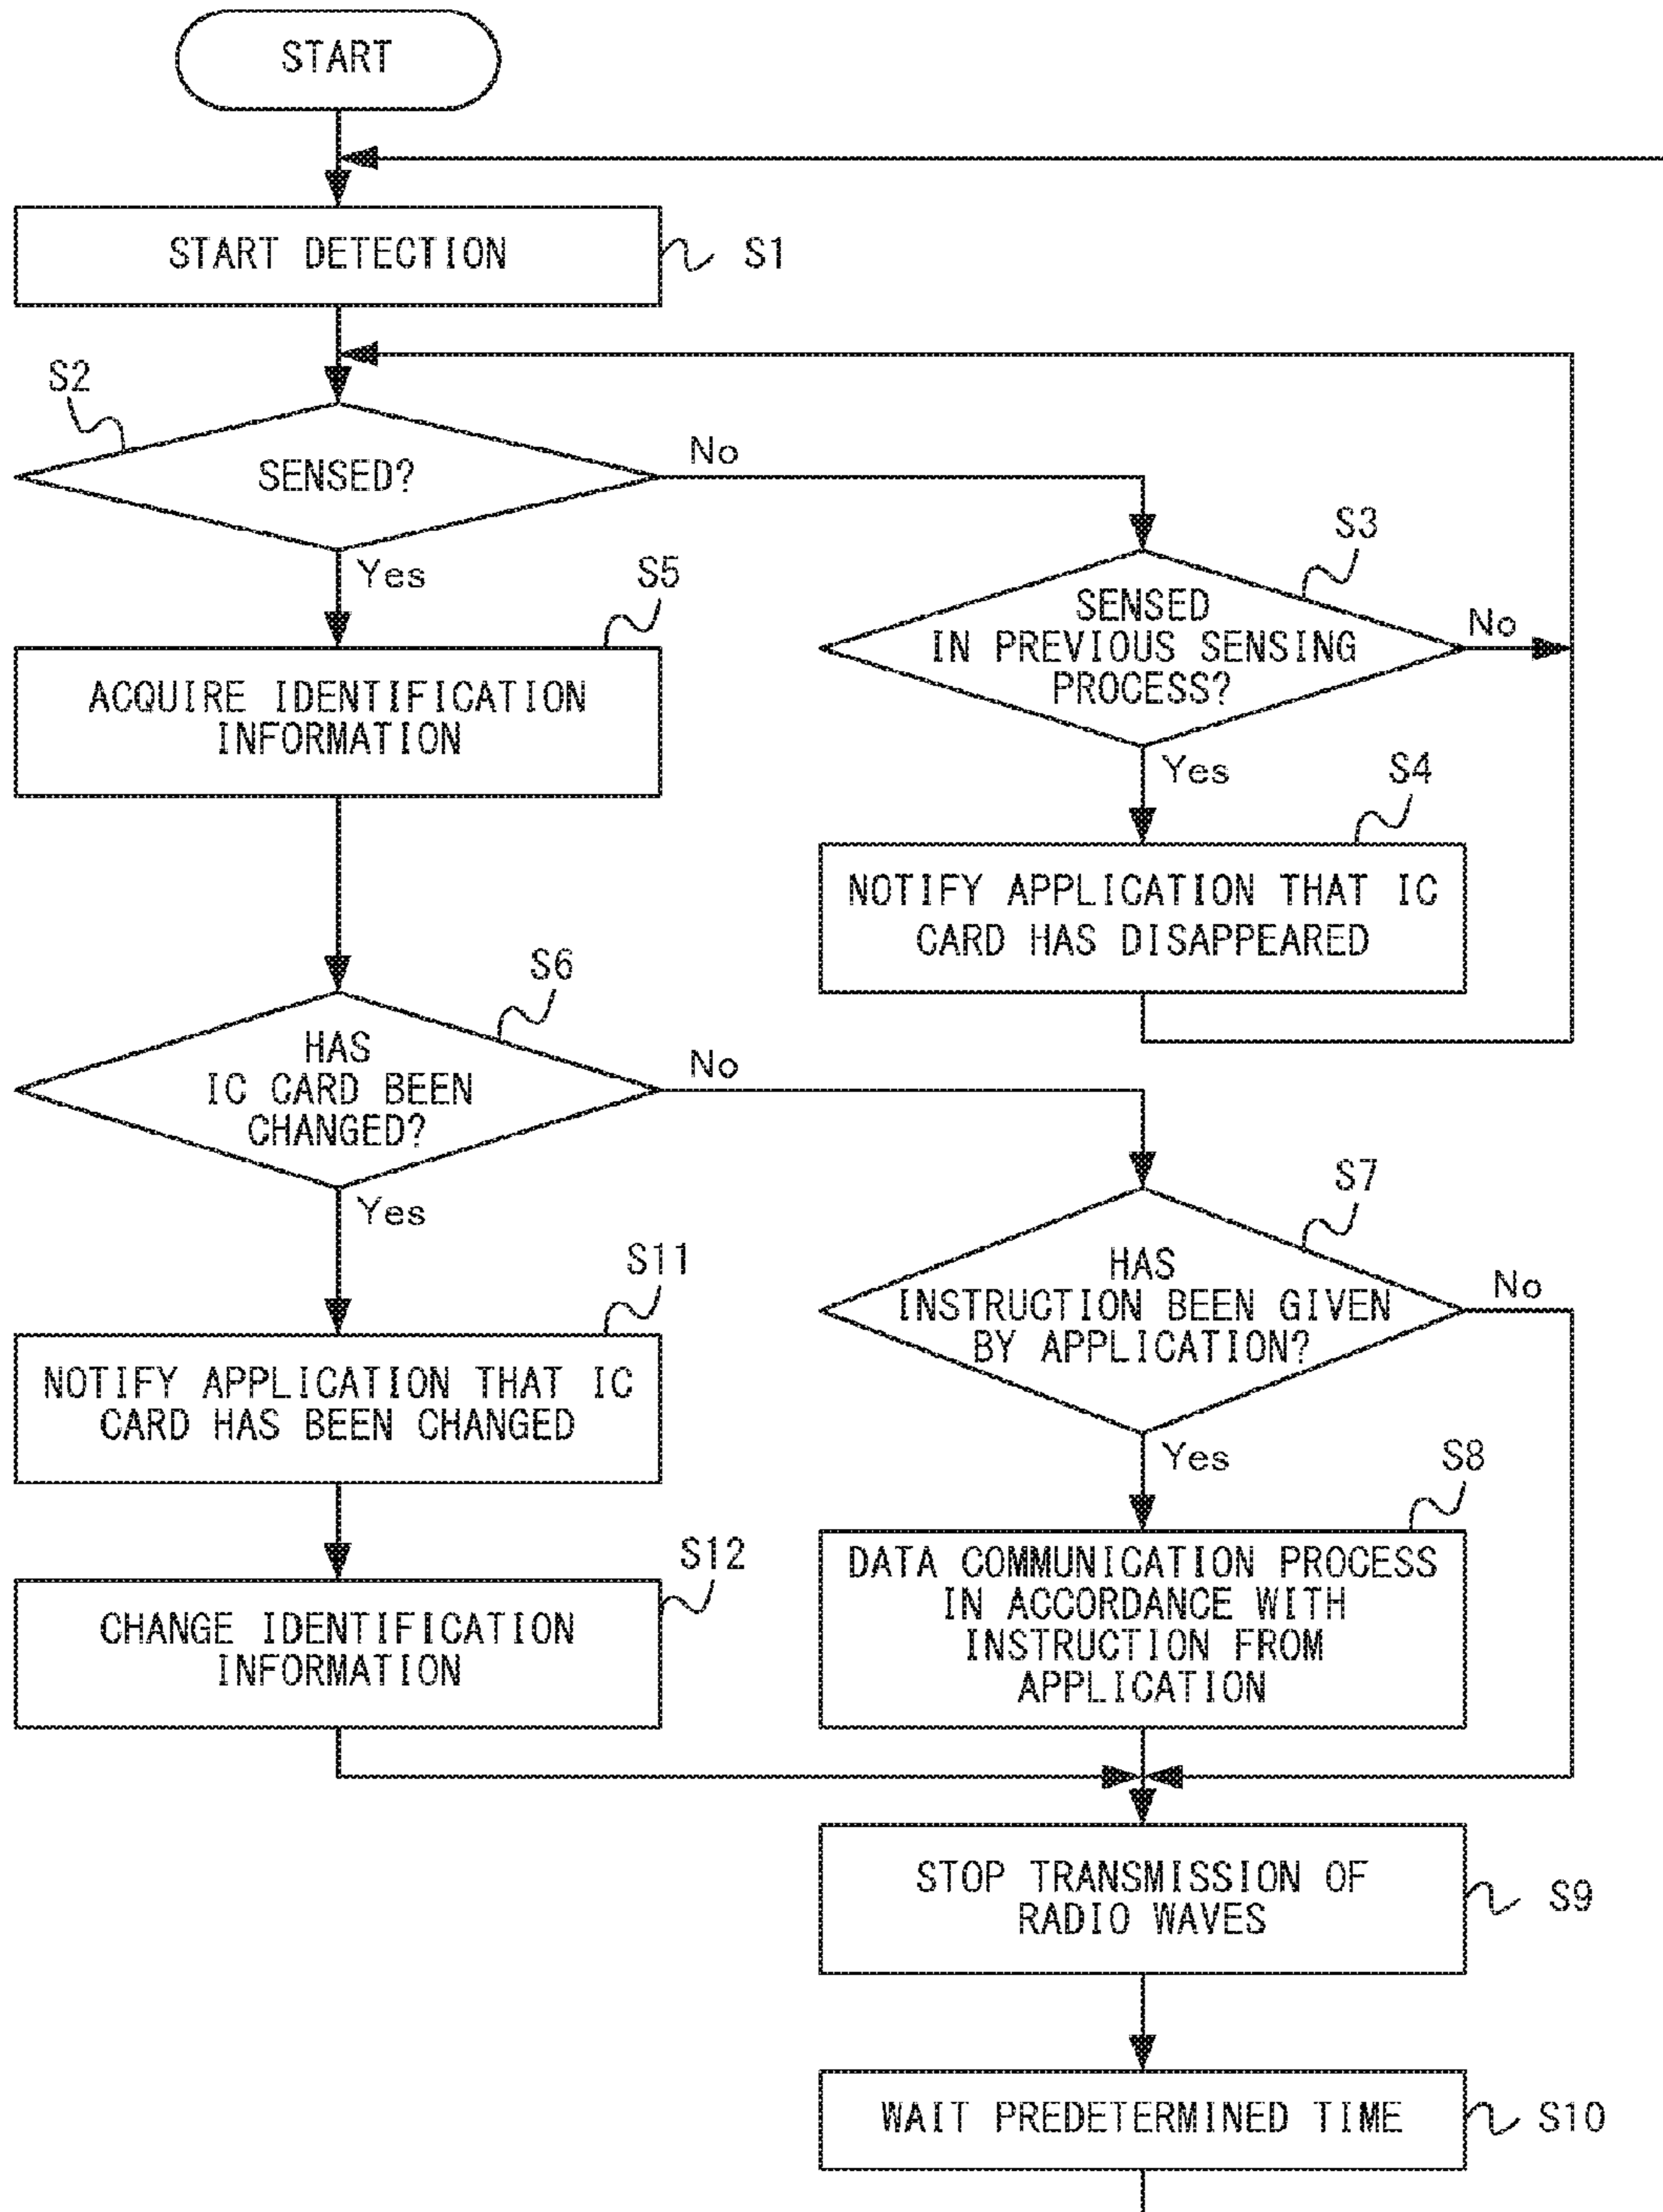 START
START DETECTION
S1
S2
SENSED?
No
Yes
S3
SENSED
IN PREVIOUS SENSING
PROCESS?
No
Yes
S5
ACQUIRE IDENTIFICATION
INFORMATION
S4
NOTIFY APPLICATION THAT IC
CARD HAS DISAPPEARED
S6
HAS
IC CARD BEEN
CHANGED?
No
Yes
S7
HAS
INSTRUCTION BEEN GIVEN
BY APPLICATION?
No
Yes
S11
NOTIFY APPLICATION THAT IC
CARD HAS BEEN CHANGED
S8
DATA COMMUNICATION PROCESS
IN ACCORDANCE WITH
INSTRUCTION FROM
APPLICATION
S12
CHANGE IDENTIFICATION
INFORMATION
STOP TRANSMISSION OF
RADIO WAVES
S9
WAIT PREDETERMINED TIME
S10